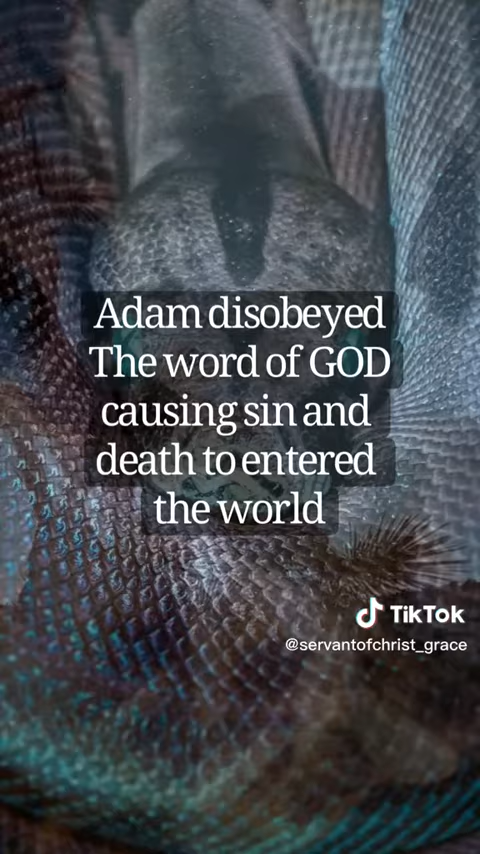 Adam disobeyed
The word of GOD
causing sin and
death to entered
the world
TikTok
@servantofchrist_grace